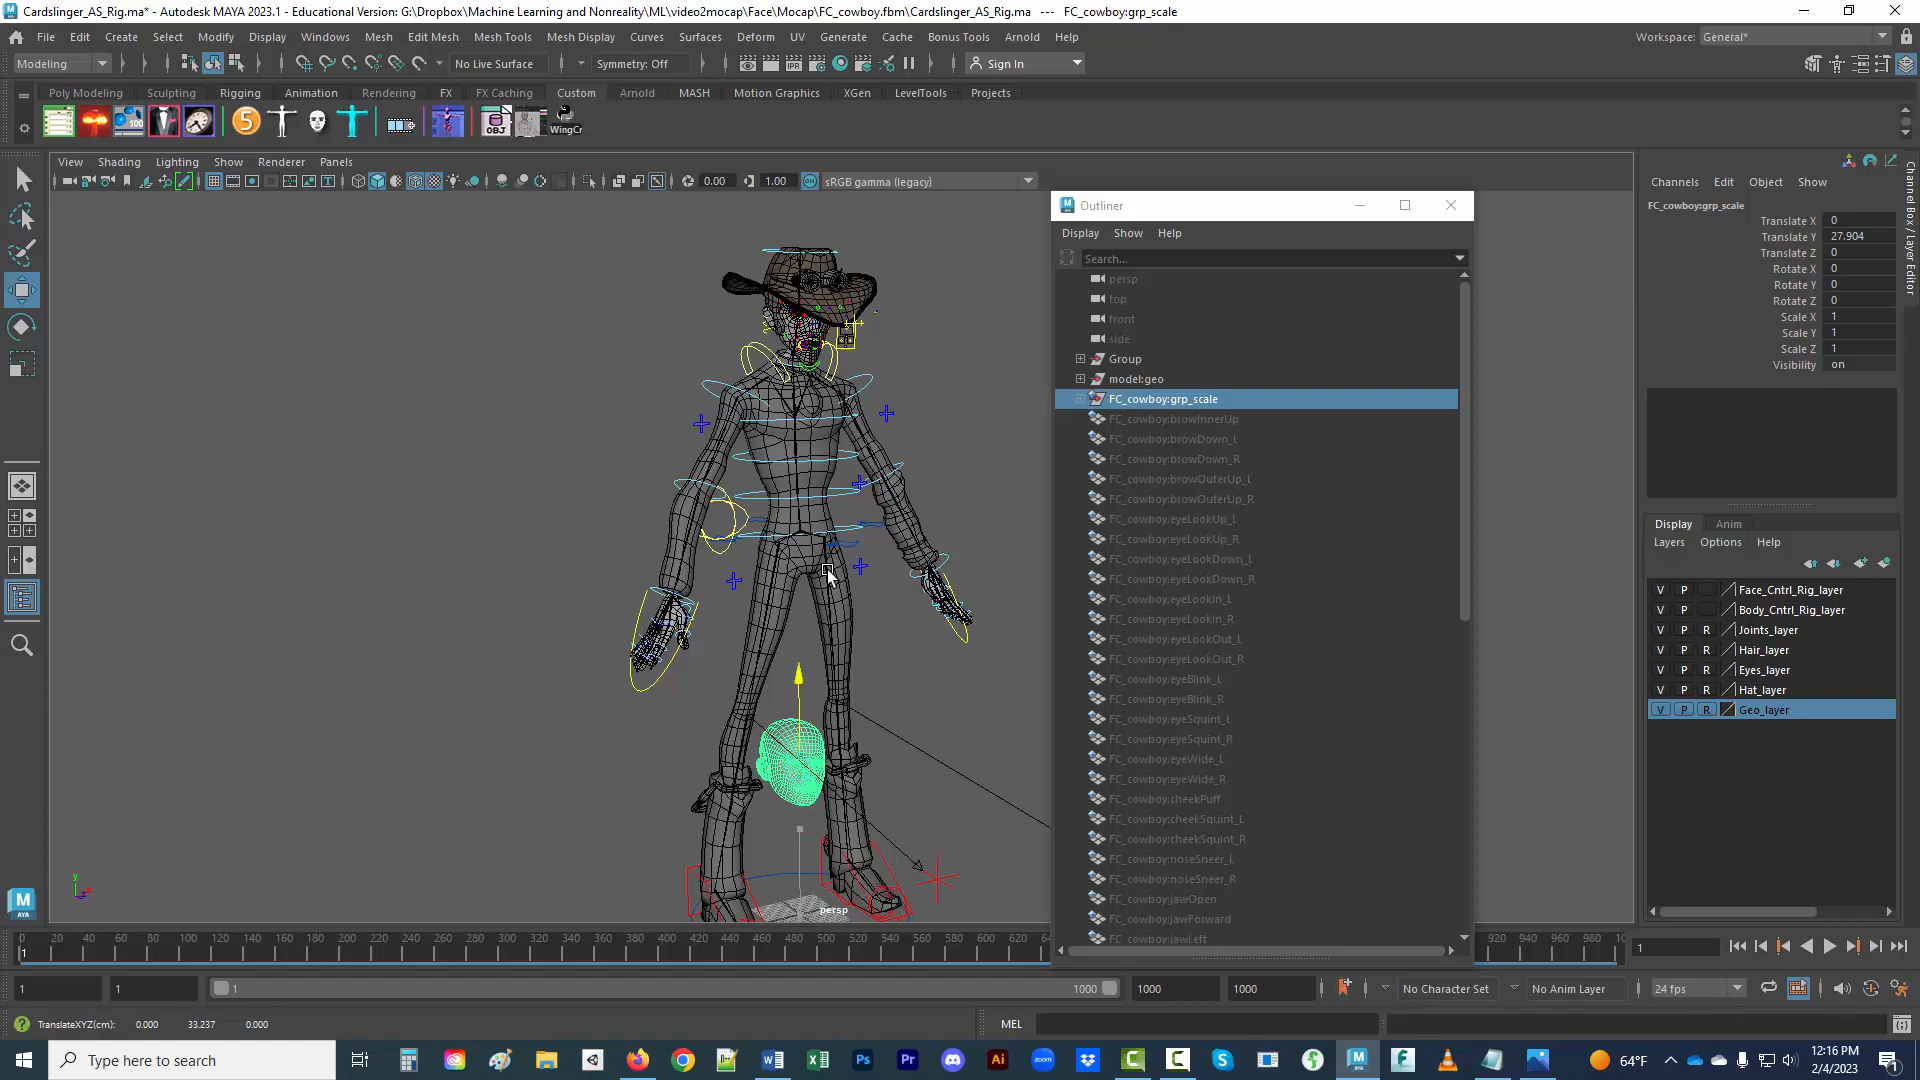 Cardslinger_AS_Rig.ma* - Autodesk MAYA 2023.1 - Educational Version: G:\Dropbox\Machine Learning and Nonreality\ML\video2mocap\Face\Mocap\FC_cowboy.fbm\Cardslinger_AS_Rig.ma --- FC_cowboy:grp_scale
File Edit Create Select Modify Display Windows Mesh Edit Mesh Mesh Tools Mesh Display Curves Surfaces Deform UV Generate Cache Bonus Tools Arnold Help
Workspace: General*
Modeling No Live Surface Symmetry: Off Sign In
Poly Modeling Sculpting Rigging Animation Rendering FX FX Caching Custom Arnold MASH Motion Graphics XGen LevelTools Projects
100 5 OBJ WingCr
View Shading Lighting Show Renderer Panels
IPR
0.00 1.00 ON sRGB gamma (legacy)
Channels Edit Object Show
Channel Box / Layer Editor
FC_cowboy:grp_scale
Translate X 0
Translate Y 27.904
Translate Z 0
Rotate X 0
Rotate Y 0
Rotate Z 0
Scale X 1
Scale Y 1
Scale Z 1
Visibility on
Outliner
Display Show Help
Search...
persp
top
front
side
Group
model:geo
FC_cowboy:grp_scale
FC_cowboy:browInnerUp
FC_cowboy:browDown_L
FC_cowboy:browDown_R
FC_cowboy:browOuterUp_L
FC_cowboy:browOuterUp_R
FC_cowboy:eyeLookUp_L
FC_cowboy:eyeLookUp_R
FC_cowboy:eyeLookDown_L
FC_cowboy:eyeLookDown_R
FC_cowboy:eyeLookIn_L
FC_cowboy:eyeLookIn_R
FC_cowboy:eyeLookOut_L
FC_cowboy:eyeLookOut_R
FC_cowboy:eyeBlink_L
FC_cowboy:eyeBlink_R
FC_cowboy:eyeSquint_L
FC_cowboy:eyeSquint_R
FC_cowboy:eyeWide_L
FC_cowboy:eyeWide_R
FC_cowboy:cheekPuff
FC_cowboy:cheekSquint_L
FC_cowboy:cheekSquint_R
FC_cowboy:noseSneer_L
FC_cowboy:noseSneer_R
FC_cowboy:jawOpen
FC_cowboy:jawForward
FC_cowboy:jawLeft
Display Anim
Layers Options Help
V P Face_Cntrl_Rig_layer
V P Body_Cntrl_Rig_layer
V P R Joints_layer
V P R Hair_layer
V P R Eyes_layer
V P R Hat_layer
V P R Geo_layer
y
persp
M
AYA
0 20 40 60 80 100 120 140 160 180 200 220 240 260 280 300 320 340 360 380 400 420 440 460 480 500 520 540 560 580 600 620 640 920 940 960 980
1
1
1 1 1 1000 1000 1000 No Character Set No Anim Layer 24 fps
TranslateXYZ(cm): 0.000 33.237 0.000 MEL
Type here to search
64°F
12:16 PM
2/4/2023
1